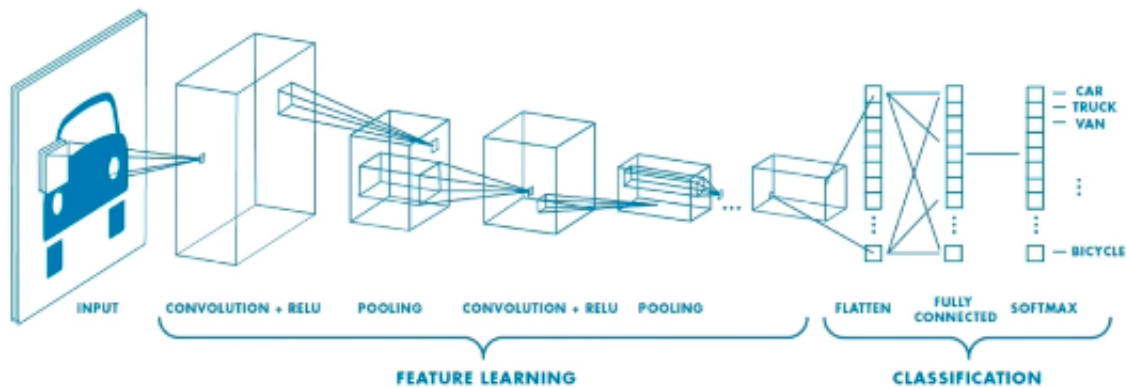 CAR
TRUCK
VAN
BICYCLE
INPUT
CONVOLUTION + RELU
POOLING
CONVOLUTION + RELU
POOLING
FLATTEN
FULLY
CONNECTED
SOFTMAX
FEATURE LEARNING
CLASSIFICATION